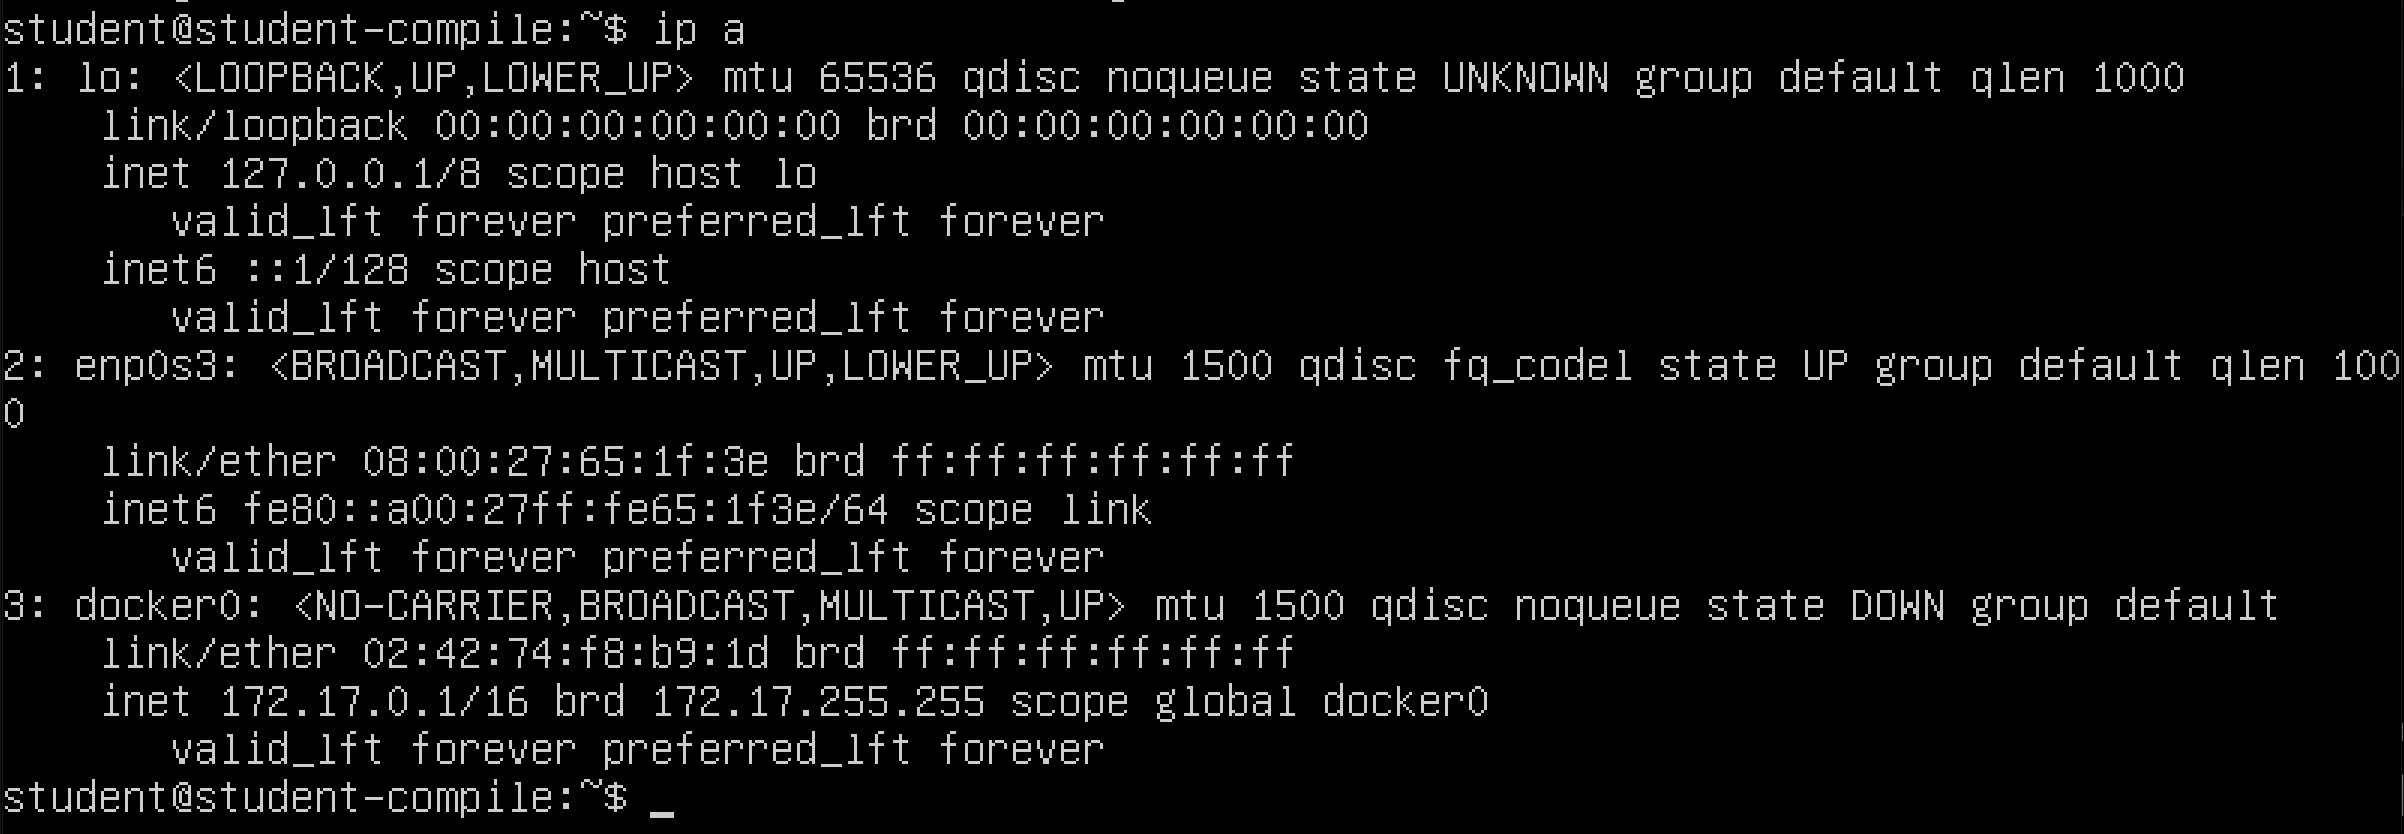 student@student-compile:~$ ip a
1: lo: <LOOPBACK,UP,LOWER_UP> mtu 65536 qdisc noqueue state UNKNOWN group default qlen 1000
    link/loopback 00:00:00:00:00:00 brd 00:00:00:00:00:00
    inet 127.0.0.1/8 scope host lo
       valid_lft forever preferred_lft forever
    inet6 ::1/128 scope host
       valid_lft forever preferred_lft forever
2: enp0s3: <BROADCAST,MULTICAST,UP,LOWER_UP> mtu 1500 qdisc fq_codel state UP group default qlen 100
0
    link/ether 08:00:27:65:1f:3e brd ff:ff:ff:ff:ff:ff
    inet6 fe80::a00:27ff:fe65:1f3e/64 scope link
       valid_lft forever preferred_lft forever
3: docker0: <NO-CARRIER,BROADCAST,MULTICAST,UP> mtu 1500 qdisc noqueue state DOWN group default
    link/ether 02:42:74:f8:b9:1d brd ff:ff:ff:ff:ff:ff
    inet 172.17.0.1/16 brd 172.17.255.255 scope global docker0
       valid_lft forever preferred_lft forever
student@student-compile:~$ _